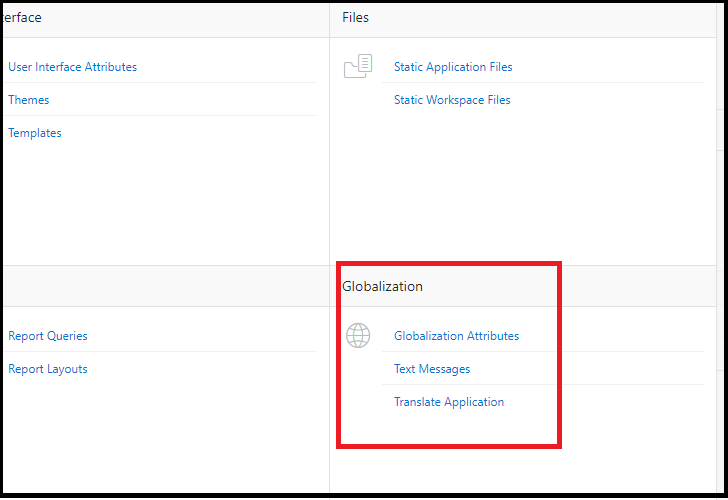 terface
User Interface Attributes
Themes
Templates
Files
Static Application Files
Static Workspace Files
Report Queries
Report Layouts
Globalization
Globalization Attributes
Text Messages
Translate Application